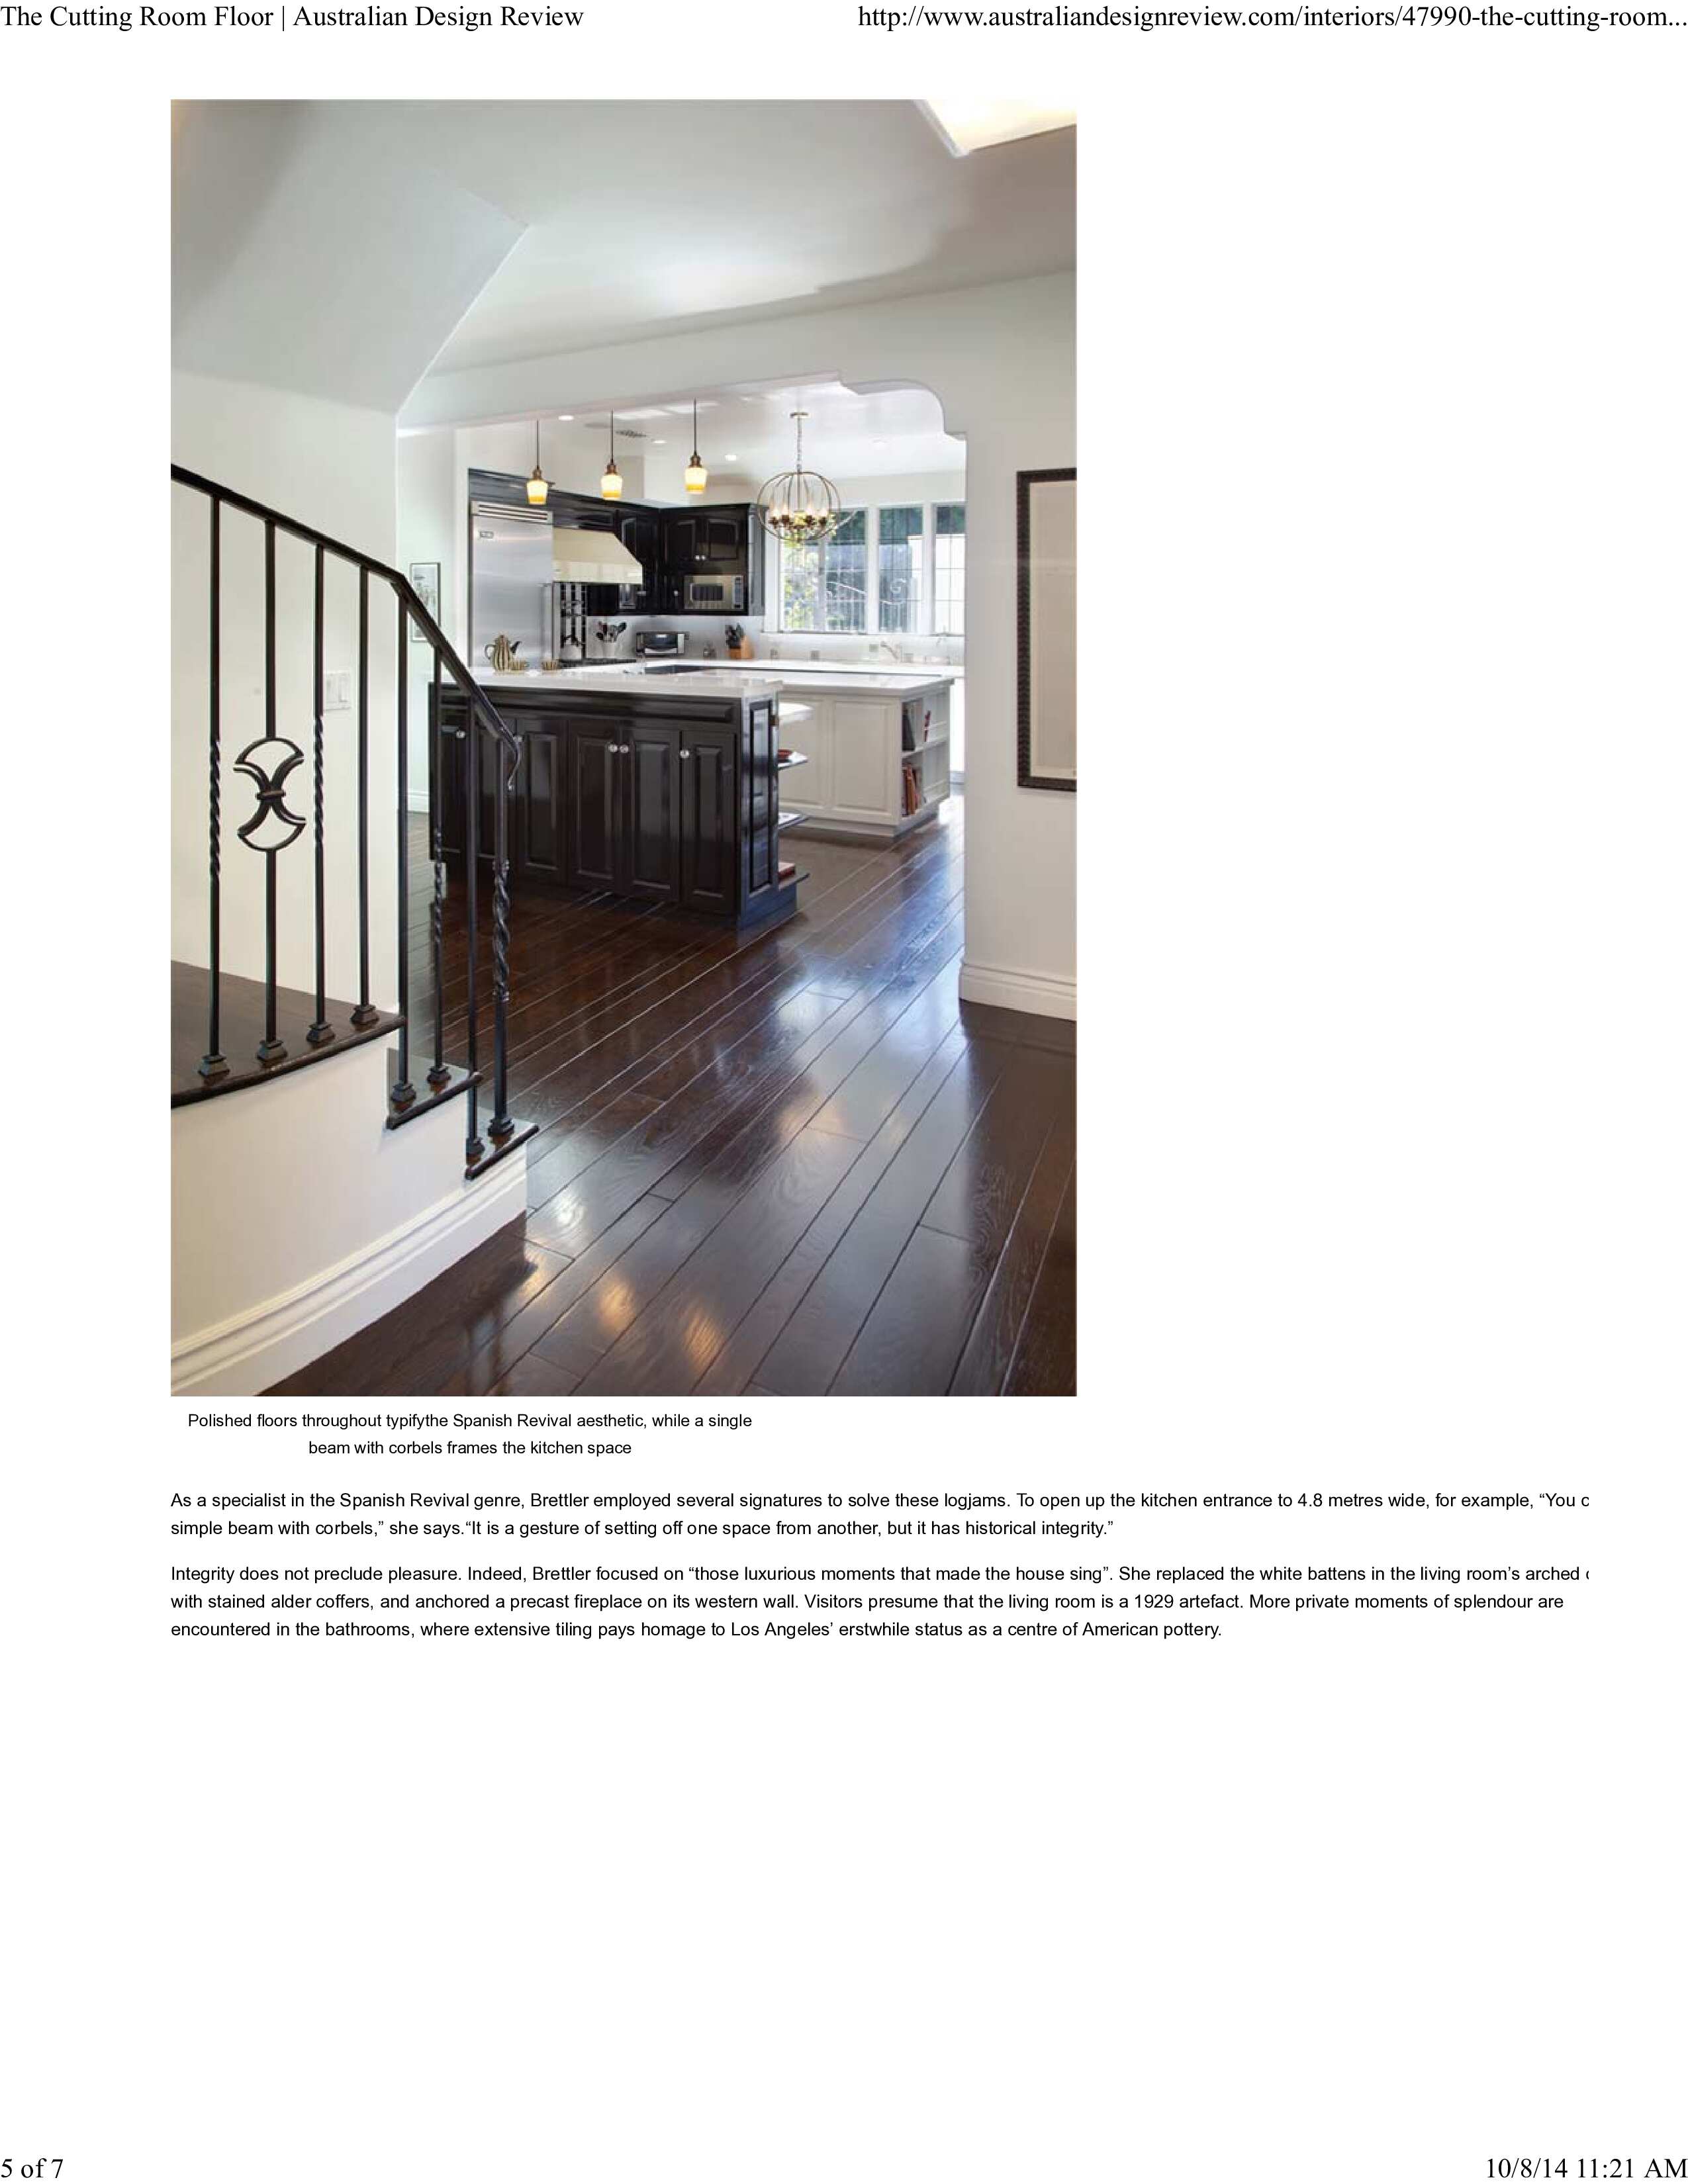 The Cutting Room Floor | Australian Design Review
http://www.australiandesignreview.com/interiors/47990-the-cutting-room...
Polished floors throughout typifythe Spanish Revival aesthetic, while a single
beam with corbels frames the kitchen space
As a specialist in the Spanish Revival genre, Brettler employed several signatures to solve these logjams. To open up the kitchen entrance to 4.8 metres wide, for example, “You
simple beam with corbels,” she says.“It is a gesture of setting off one space from another, but it has historical integrity.”
Integrity does not preclude pleasure. Indeed, Brettler focused on “those luxurious moments that made the house sing”. She replaced the white battens in the living room’s arched
with stained alder coffers, and anchored a precast fireplace on its western wall. Visitors presume that the living room is a 1929 artefact. More private moments of splendour are
encountered in the bathrooms, where extensive tiling pays homage to Los Angeles’ erstwhile status as a centre of American pottery.
5 of 7
10/8/14 11:21 AM